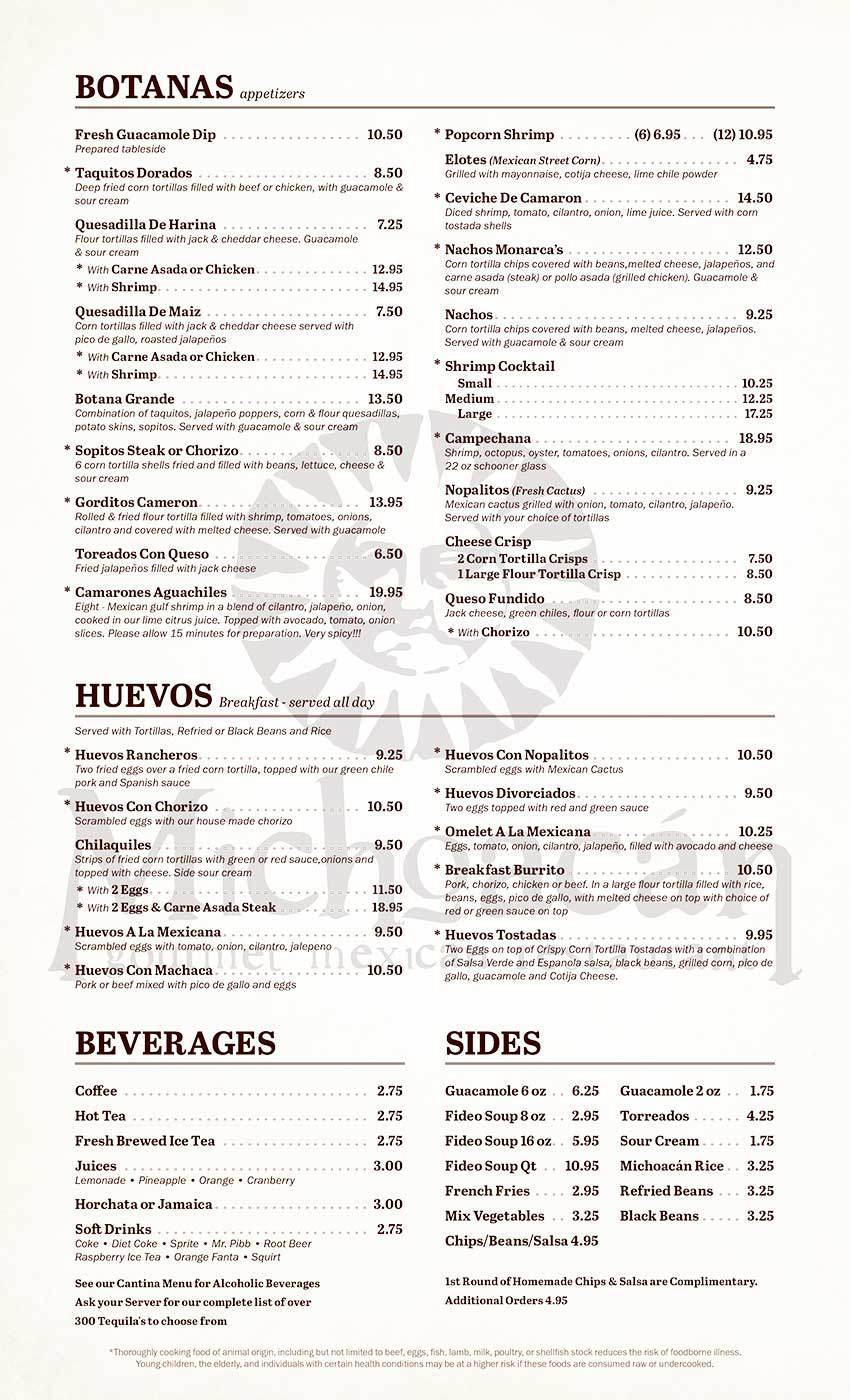 BOTANAS appetizers
Fresh Guacamole Dip . . . . . . . . . . . . . . . . . 10.50
Prepared tableside
* Taquitos Dorados . . . . . . . . . . . . . . . . . . . . 8.50
Deep fried corn tortillas filled with beef or chicken, with guacamole &
sour cream
Quesadilla De Harina . . . . . . . . . . . . . . . . . 7.25
Flour tortillas filled with jack & cheddar cheese. Guacamole
& sour cream
* With Carne Asada or Chicken . . . . . . . . . . . . . 12.95
* With Shrimp . . . . . . . . . . . . . . . . . . . . . . . . 14.95
Quesadilla De Maiz . . . . . . . . . . . . . . . . . . . 7.50
Corn tortillas filled with jack & cheddar cheese served with
pico de gallo, roasted jalapeños
* With Carne Asada or Chicken . . . . . . . . . . . . . 12.95
* With Shrimp . . . . . . . . . . . . . . . . . . . . . . . . 14.95
Botana Grande . . . . . . . . . . . . . . . . . . . . . . 13.50
Combination of taquitos, jalapeño poppers, corn & flour quesadillas,
potato skins, sopitos. Served with guacamole & sour cream
* Sopitos Steak or Chorizo . . . . . . . . . . . . . . . 8.50
6 corn tortilla shells fried and filled with beans, lettuce, cheese &
sour cream
* Gorditos Cameron . . . . . . . . . . . . . . . . . . . 13.95
Rolled & fried flour tortilla filled with shrimp, tomatoes, onions,
cilantro and covered with melted cheese. Served with guacamole
Toreados Con Queso . . . . . . . . . . . . . . . . . . 6.50
Fried jalapeños filled with jack cheese
* Camarones Aguachiles . . . . . . . . . . . . . . . . 19.95
Eight - Mexican gulf shrimp in a blend of cilantro, jalapeño, onion,
cooked in our lime citrus juice. Topped with avocado, tomato, onion
slices. Please allow 15 minutes for preparation. Very spicy!!!
* Popcorn Shrimp . . . . . . . . . (6) 6.95 . . . (12) 10.95
Elotes (Mexican Street Corn) . . . . . . . . . . . . . . . . . 4.75
Grilled with mayonnaise, cotija cheese, lime chile powder
* Ceviche De Camaron . . . . . . . . . . . . . . . . . . 14.50
Diced shrimp, tomato, cilantro, onion, lime juice. Served with corn
tostada shells
* Nachos Monarca's . . . . . . . . . . . . . . . . . . . . 12.50
Corn tortilla chips covered with beans,melted cheese, jalapeños, and
carne asada (steak) or pollo asada (grilled chicken). Guacamole &
sour cream
Nachos . . . . . . . . . . . . . . . . . . . . . . . . . . . . . . 9.25
Corn tortilla chips covered with beans, melted cheese, jalapeños.
Served with guacamole & sour cream
* Shrimp Cocktail
Small . . . . . . . . . . . . . . . . . . . . . . . . . . . . . 10.25
Medium . . . . . . . . . . . . . . . . . . . . . . . . . . . . . 12.25
Large . . . . . . . . . . . . . . . . . . . . . . . . . . . . . 17.25
* Campechana . . . . . . . . . . . . . . . . . . . . . . . . 18.95
Shrimp, octopus, oyster, tomatoes, onions, cilantro. Served in a
22 oz schooner glass
Nopalitos (Fresh Cactus) . . . . . . . . . . . . . . . . . . 9.25
Mexican cactus grilled with onion, tomato, cilantro, jalapeño.
Served with your choice of tortillas
Cheese Crisp
2 Corn Tortilla Crisps . . . . . . . . . . . . . . . . . . 7.50
1 Large Flour Tortilla Crisp . . . . . . . . . . . . . . 8.50
Queso Fundido . . . . . . . . . . . . . . . . . . . . . . . 8.50
Jack cheese, green chiles, flour or corn tortillas
* With Chorizo . . . . . . . . . . . . . . . . . . . . . . . . 10.50
HUEVOS Breakfast - served all day
Served with Tortillas, Refried or Black Beans and Rice
* Huevos Rancheros . . . . . . . . . . . . . . . . . . . . 9.25
Two fried eggs over a fried corn tortilla, topped with our green chile
pork and Spanish sauce
* Huevos Con Chorizo . . . . . . . . . . . . . . . . . . 10.50
Scrambled eggs with our house made chorizo
Chilaquiles . . . . . . . . . . . . . . . . . . . . . . . . . . 9.50
Strips of fried corn tortillas with green or red sauce,onions and
topped with cheese. Side sour cream
* With 2 Eggs . . . . . . . . . . . . . . . . . . . . . . . . . 11.50
* With 2 Eggs & Carne Asada Steak . . . . . . . . . . . 18.95
* Huevos A La Mexicana . . . . . . . . . . . . . . . . . 9.50
Scrambled eggs with tomato, onion, cilantro, jalepeno
* Huevos Con Machaca . . . . . . . . . . . . . . . . . 10.50
Pork or beef mixed with pico de gallo and eggs
* Huevos Con Nopalitos . . . . . . . . . . . . . . . . . 10.50
Scrambled eggs with Mexican Cactus
* Huevos Divorciados . . . . . . . . . . . . . . . . . . . 9.50
Two eggs topped with red and green sauce
* Omelet A La Mexicana . . . . . . . . . . . . . . . . . 10.25
Eggs, tomato, onion, cilantro, jalapeño, filled with avocado and cheese
* Breakfast Burrito . . . . . . . . . . . . . . . . . . . . 10.50
Pork, chorizo, chicken or beef. In a large flour tortilla filled with rice,
beans, eggs, pico de gallo, with melted cheese on top with choice of
red or green sauce on top
* Huevos Tostadas . . . . . . . . . . . . . . . . . . . . . 9.95
Two Eggs on top of Crispy Corn Tortilla Tostadas with a combination
of Salsa Verde and Espanola salsa, black beans, grilled corn, pico de
gallo, guacamole and Cotija Cheese.
Michoacán
gourmet mexican restaurant
BEVERAGES
Coffee . . . . . . . . . . . . . . . . . . . . . . . . . . . . . . 2.75
Hot Tea . . . . . . . . . . . . . . . . . . . . . . . . . . . . . 2.75
Fresh Brewed Ice Tea . . . . . . . . . . . . . . . . . . 2.75
Juices . . . . . . . . . . . . . . . . . . . . . . . . . . . . . . 3.00
Lemonade • Pineapple • Orange • Cranberry
Horchata or Jamaica . . . . . . . . . . . . . . . . . . . 3.00
Soft Drinks . . . . . . . . . . . . . . . . . . . . . . . . . . 2.75
Coke • Diet Coke • Sprite • Mr. Pibb • Root Beer
Raspberry Ice Tea • Orange Fanta • Squirt
See our Cantina Menu for Alcoholic Beverages
Ask your Server for our complete list of over
300 Tequila's to choose from
SIDES
Guacamole 6 oz . . 6.25
Fideo Soup 8 oz . . 2.95
Fideo Soup 16 oz . . 5.95
Fideo Soup Qt . . 10.95
French Fries . . . . 2.95
Mix Vegetables . . 3.25
Chips/Beans/Salsa 4.95
Guacamole 2 oz . . 1.75
Torreados . . . . . 4.25
Sour Cream . . . . . 1.75
Michoacán Rice . . 3.25
Refried Beans . . . 3.25
Black Beans . . . . . 3.25
1st Round of Homemade Chips & Salsa are Complimentary.
Additional Orders 4.95
*Thoroughly cooking food of animal origin, including but not limited to beef, eggs, fish, lamb, milk, poultry, or shellfish stock reduces the risk of foodborne illness.
Young children, the elderly, and individuals with certain health conditions may be at a higher risk if these foods are consumed raw or undercooked.